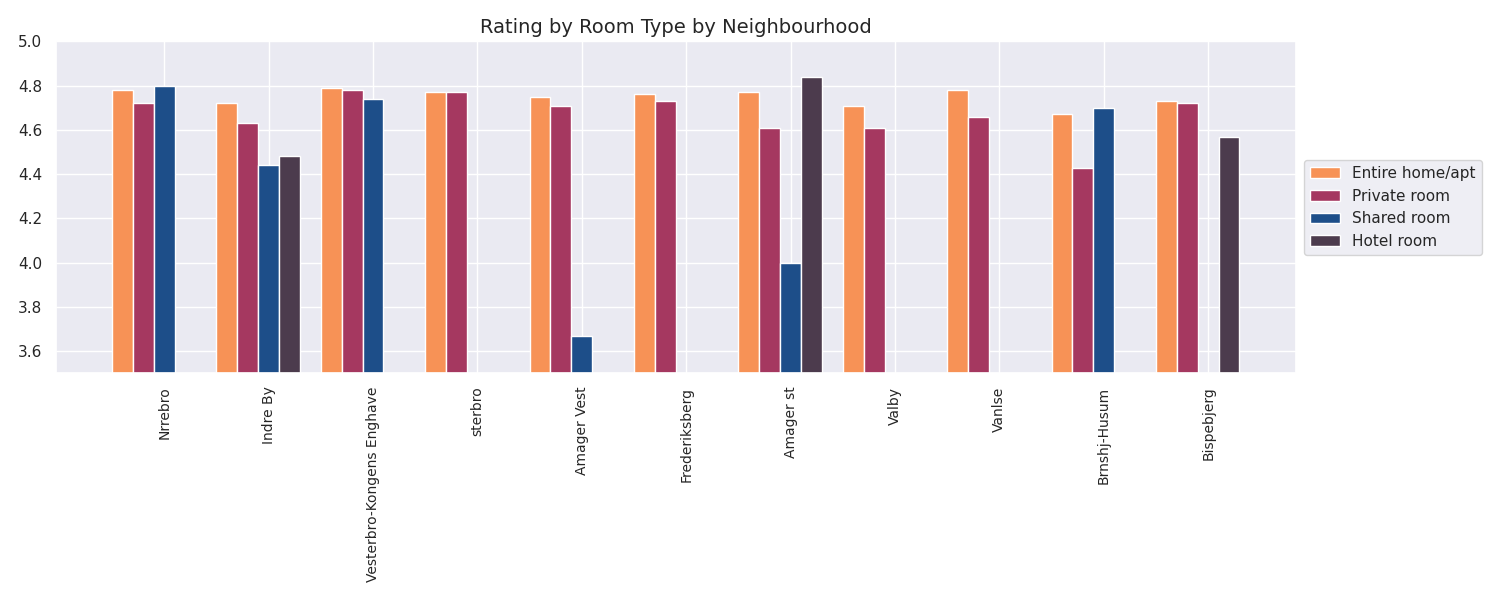 Rating by Room Type by Neighbourhood
5.0
4.8
4.6
4.4
4.2
4.0
3.8
3.6
Entire home/apt
Private room
Shared room
Hotel room
Nrrebro
Indre By
Vesterbro-Kongens Enghave
sterbro
Amager Vest
Frederiksberg
Amager st
Valby
Vanlse
Brnshj-Husum
Bispebjerg